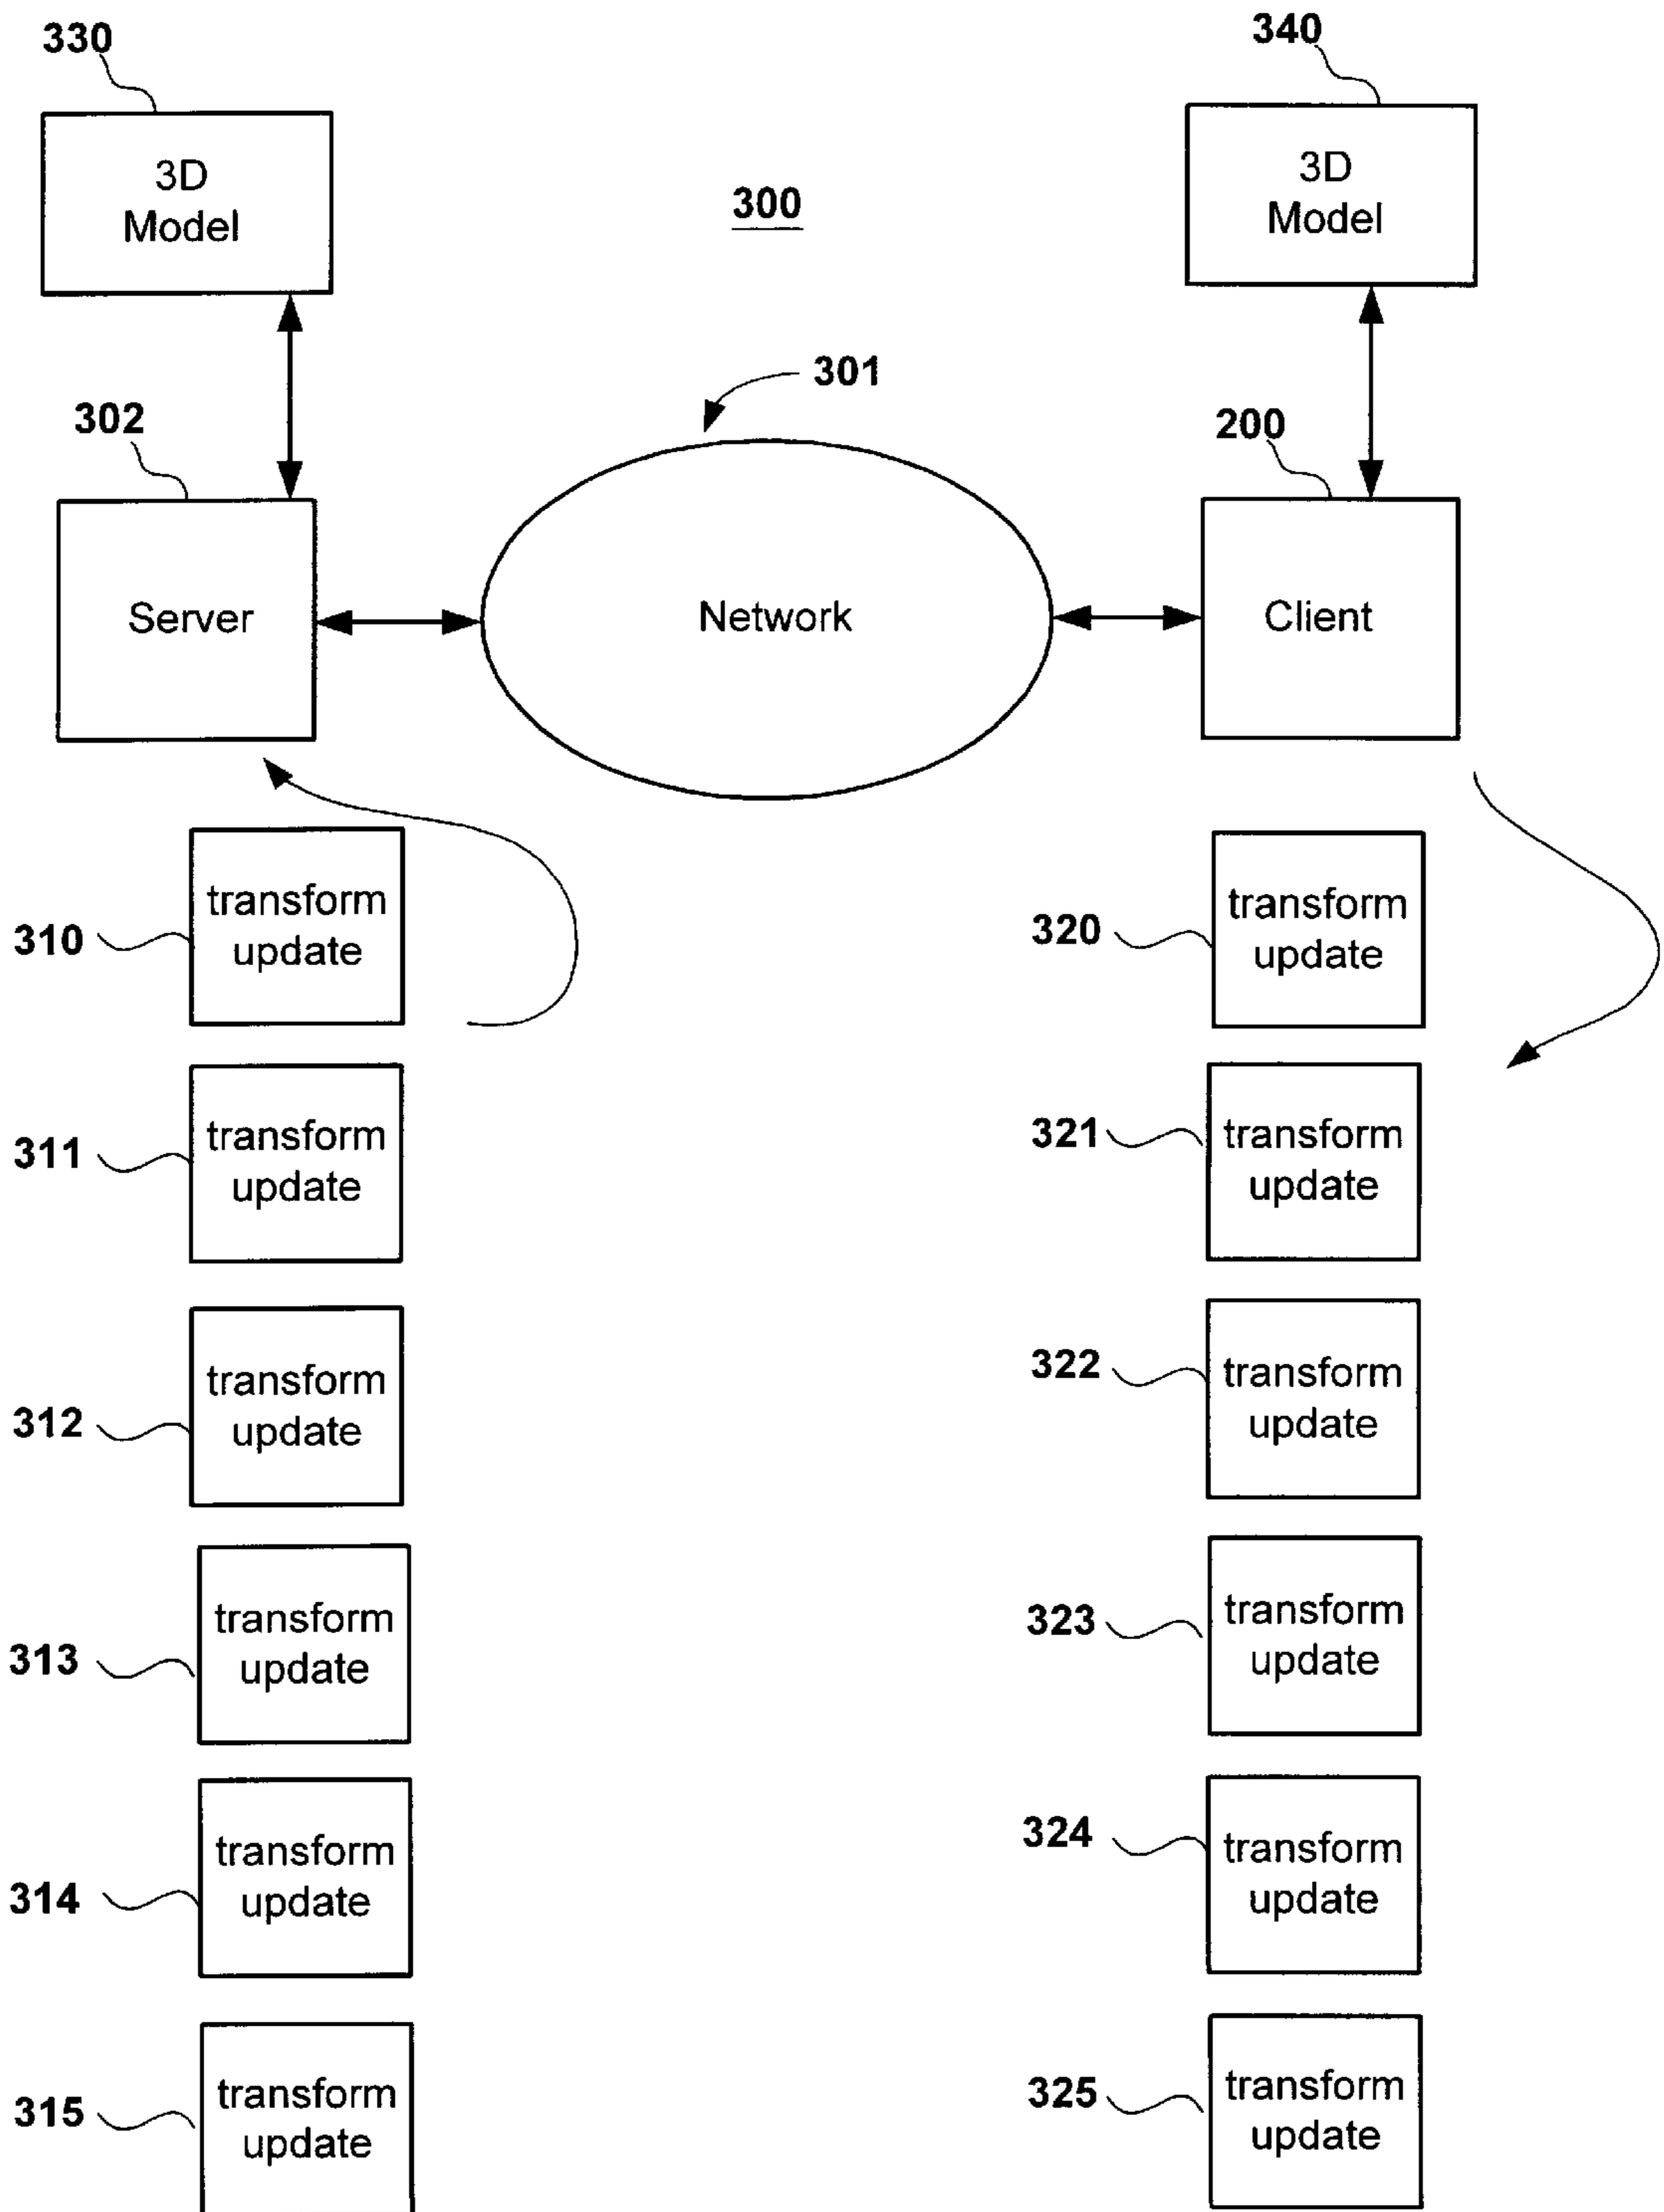 330
340
3D
Model
3D
Model
300
301
302
200
Server
Network
Client
310
transform
update
320
transform
update
311
transform
update
321
transform
update
312
transform
update
322
transform
update
313
transform
update
323
transform
update
314
transform
update
324
transform
update
315
transform
update
325
transform
update